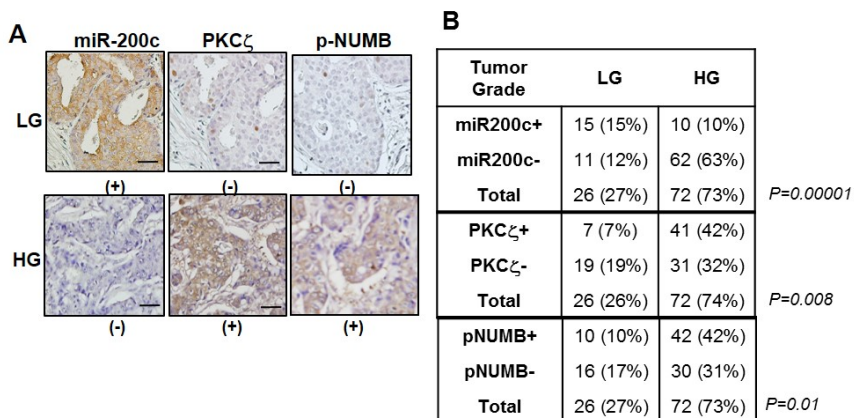 A
miR-200c PKCζ p-NUMB
LG
(+) (-) (-)
HG
(-) (+) (+)
B
Tumor Grade LG HG
miR200c+ 15 (15%) 10 (10%)
miR200c- 11 (12%) 62 (63%)
Total 26 (27%) 72 (73%) P=0.00001
PKCζ+ 7 (7%) 41 (42%)
PKCζ- 19 (19%) 31 (32%)
Total 26 (26%) 72 (74%) P=0.008
pNUMB+ 10 (10%) 42 (42%)
pNUMB- 16 (17%) 30 (31%)
Total 26 (27%) 72 (73%) P=0.01